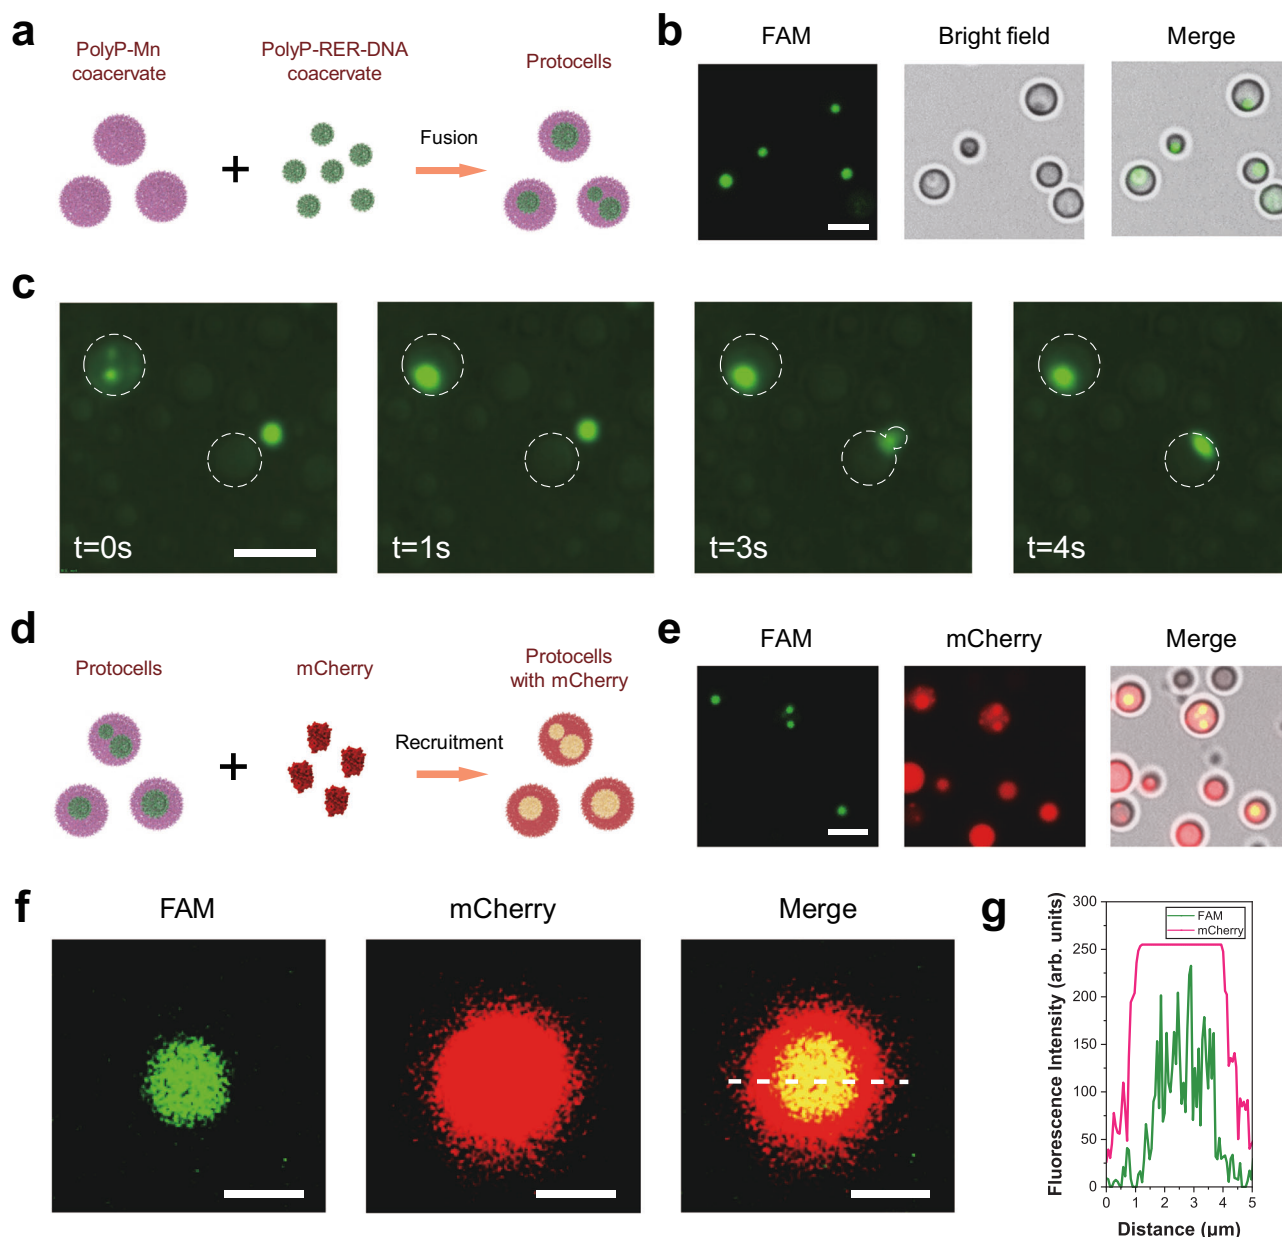 a
PolyP-Mn
coacervate
PolyP-RER-DNA
coacervate
Protocells
+
Fusion
b
FAM
Bright field
Merge
c
t=0s
t=1s
t=3s
t=4s
d
Protocells
mCherry
Protocells
with mCherry
+
Recruitment
e
FAM
mCherry
Merge
f
FAM
mCherry
Merge
g
300
250
200
150
100
50
0
Fluorescence Intensity (arb. units)
FAM
mCherry
0 1 2 3 4 5
Distance (μm)